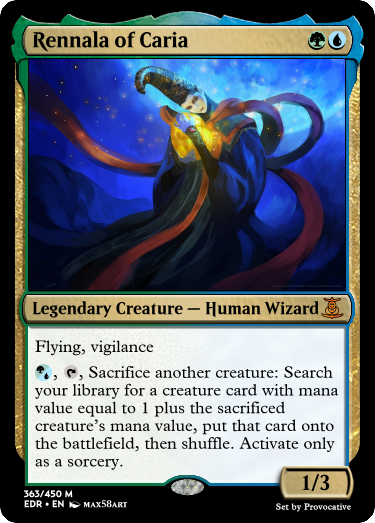 Rennala of Caria
Legendary Creature — Human Wizard
Flying, vigilance
, , Sacrifice another creature: Search
your library for a creature card with mana
value equal to 1 plus the sacrificed
creature's mana value, put that card onto
the battlefield, then shuffle. Activate only
as a sorcery.
1/3
363/450 M
EDR • EN MAX58ART
Set by Provocative